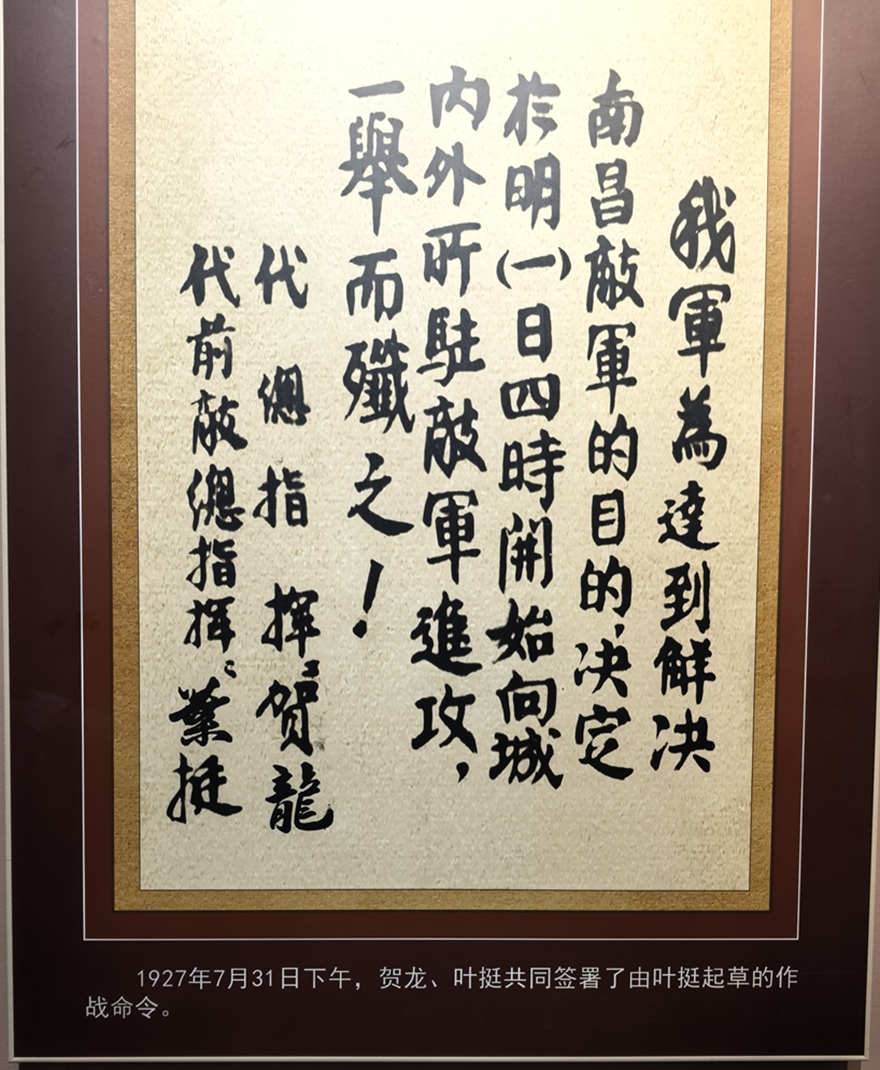 我軍為達到解决
南昌敵軍的目的,决定
於明(一)日四時開始向城
内外所駐敵軍進攻,
一舉而殲之!
代總指揮:賀龍
代前敵總指揮:葉挺
1927年7月31日下午，贺龙、叶挺共同签署了由叶挺起草的作
战命令。